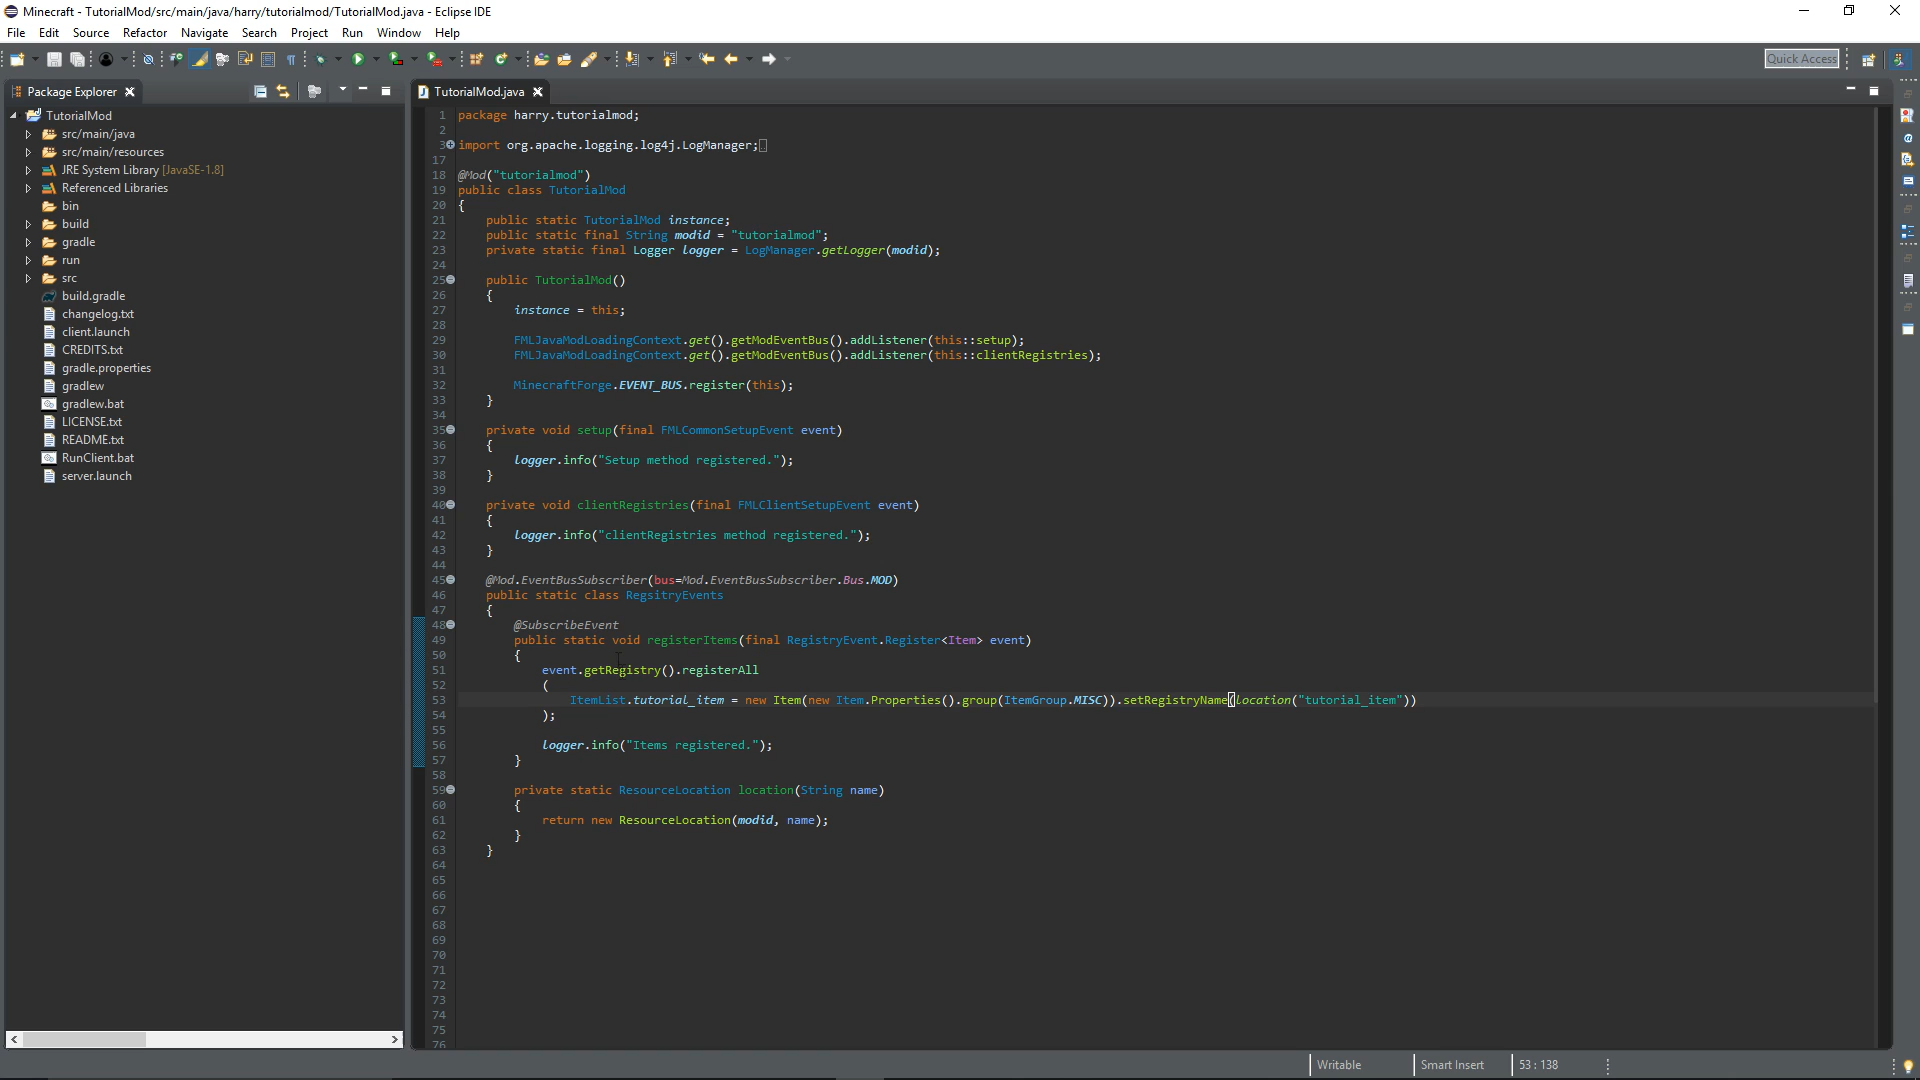 Minecraft - TutorialMod/src/main/java/harry/tutorialmod/TutorialMod.java - Eclipse IDE
File Edit Source Refactor Navigate Search Project Run Window Help
Quick Access
Package Explorer
TutorialMod
src/main/java
src/main/resources
JRE System Library [JavaSE-1.8]
Referenced Libraries
bin
build
gradle
run
src
build.gradle
changelog.txt
client.launch
CREDITS.txt
gradle.properties
gradlew
gradlew.bat
LICENSE.txt
README.txt
RunClient.bat
server.launch
TutorialMod.java
1 package harry.tutorialmod;
2
3 import org.apache.logging.log4j.LogManager;
17
18 @Mod("tutorialmod")
19 public class TutorialMod
20 {
21 public static TutorialMod instance;
22 public static final String modid = "tutorialmod";
23 private static final Logger logger = LogManager.getLogger(modid);
24
25 public TutorialMod()
26 {
27 instance = this;
28
29 FMLJavaModLoadingContext.get().getModEventBus().addListener(this::setup);
30 FMLJavaModLoadingContext.get().getModEventBus().addListener(this::clientRegistries);
31
32 MinecraftForge.EVENT_BUS.register(this);
33 }
34
35 private void setup(final FMLCommonSetupEvent event)
36 {
37 logger.info("Setup method registered.");
38 }
39
40 private void clientRegistries(final FMLClientSetupEvent event)
41 {
42 logger.info("clientRegistries method registered.");
43 }
44
45 @Mod.EventBusSubscriber(bus=Mod.EventBusSubscriber.Bus.MOD)
46 public static class RegsitryEvents
47 {
48 @SubscribeEvent
49 public static void registerItems(final RegistryEvent.Register<Item> event)
50 {
51 event.getRegistry().registerAll
52 (
53 ItemList.tutorial_item = new Item(new Item.Properties().group(ItemGroup.MISC)).setRegistryName(location("tutorial_item"))
54 );
55
56 logger.info("Items registered.");
57 }
58
59 private static ResourceLocation location(String name)
60 {
61 return new ResourceLocation(modid, name);
62 }
63 }
64
65
66
67
68
69
70
71
72
73
74
75
76
Writable Smart Insert 53 : 138